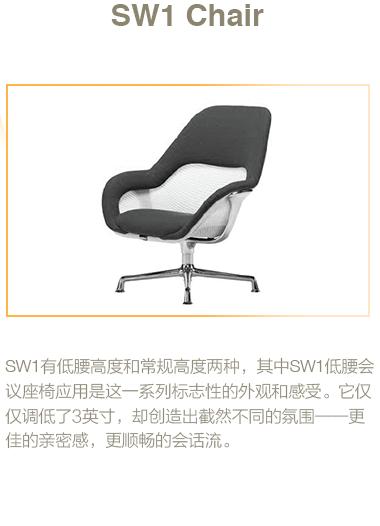 SW1 Chair
SW1有低腰高度和常规高度两种，其中SW1低腰会
议座椅应用是这一系列标志性的外观和感受。它仅
仅调低了3英寸，却创造出截然不同的氛围——更
佳的亲密感，更顺畅的会话流。